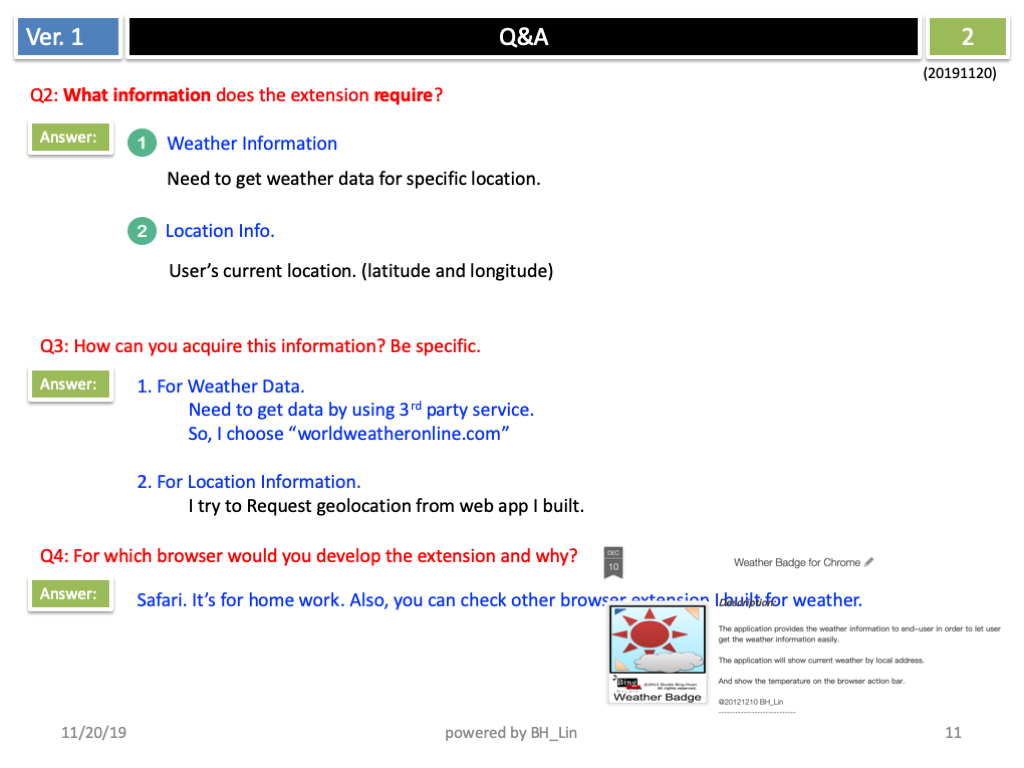 Ver. 1
Q&A
2
(20191120)
Q2: What information does the extension require?
Answer:
1 Weather Information
Need to get weather data for specific location.
2 Location Info.
User's current location. (latitude and longitude)
Q3: How can you acquire this information? Be specific.
Answer:
1. For Weather Data.
Need to get data by using 3rd party service.
So, I choose “worldweatheronline.com”
2. For Location Information.
I try to Request geolocation from web app I built.
Q4: For which browser would you develop the extension and why?
Answer:
Safari. It's for home work. Also, you can check other browser extension I built for weather.
DEC
10
Weather Badge for Chrome
Description:
The application provides the weather information to end-user in order to let user
get the weather information easily.
The application will show current weather by local address.
And show the temperature on the browser action bar.
@20121210 BH_Lin
----------------------------
Bing
All rights reserved.
Weather Badge
11/20/19
powered by BH_Lin
11